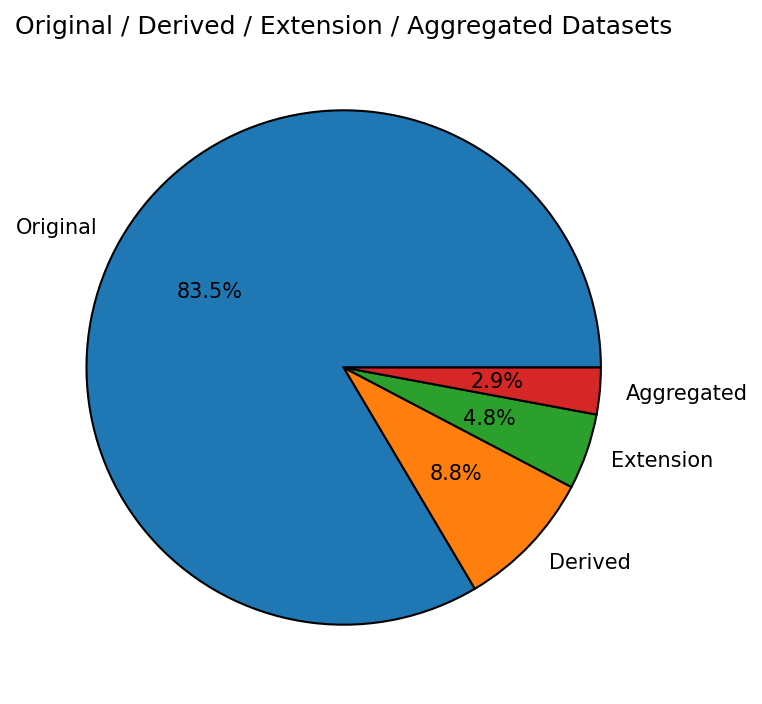 Original / Derived / Extension / Aggregated Datasets
Original
83.5%
2.9%
Aggregated
4.8%
Extension
8.8%
Derived